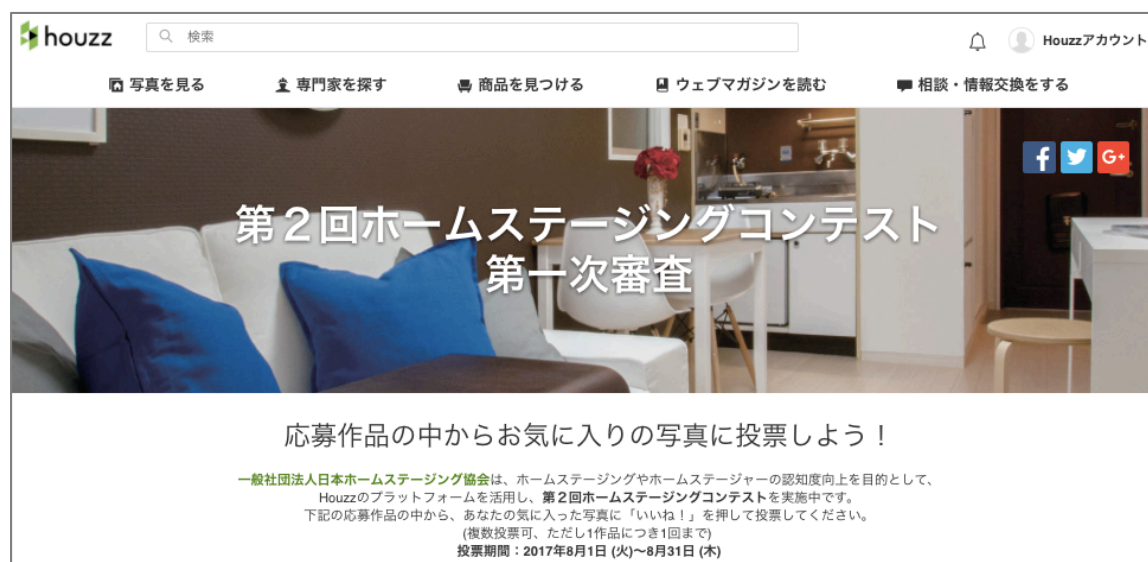 houzz
検索
Houzzアカウント
写真を見る
専門家を探す
商品を見つける
ウェブマガジンを読む
相談・情報交換をする
f
G+
第２回ホームステージングコンテスト
第一次審査
応募作品の中からお気に入りの写真に投票しよう！
一般社団法人日本ホームステージング協会は、ホームステージングやホームステージャーの認知度向上を目的として、
Houzzのプラットフォームを活用し、第２回ホームステージングコンテストを実施中です。
下記の応募作品の中から、あなたの気に入った写真に「いいね！」を押して投票してください。
(複数投票可、ただし1作品につき1回まで)
投票期間：2017年8月1日 (火)〜8月31日 (木)